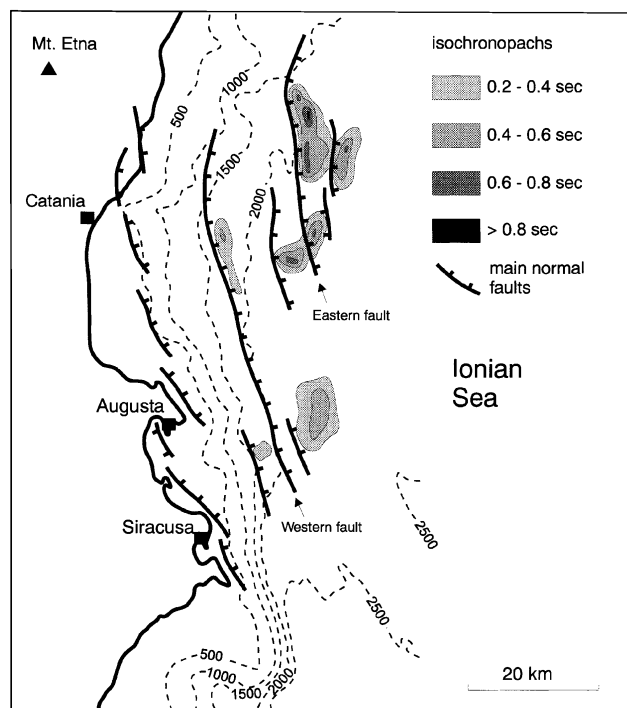 Mt. Etna
isochronopachs
0.2 - 0.4 sec
0.4 - 0.6 sec
0.6 - 0.8 sec
> 0.8 sec
main normal
faults
500
1000
1500
2000
Catania
Eastern fault
Ionian
Sea
Augusta
Western fault
Siracusa
2500
2500
500
1000
1500
2000
20 km